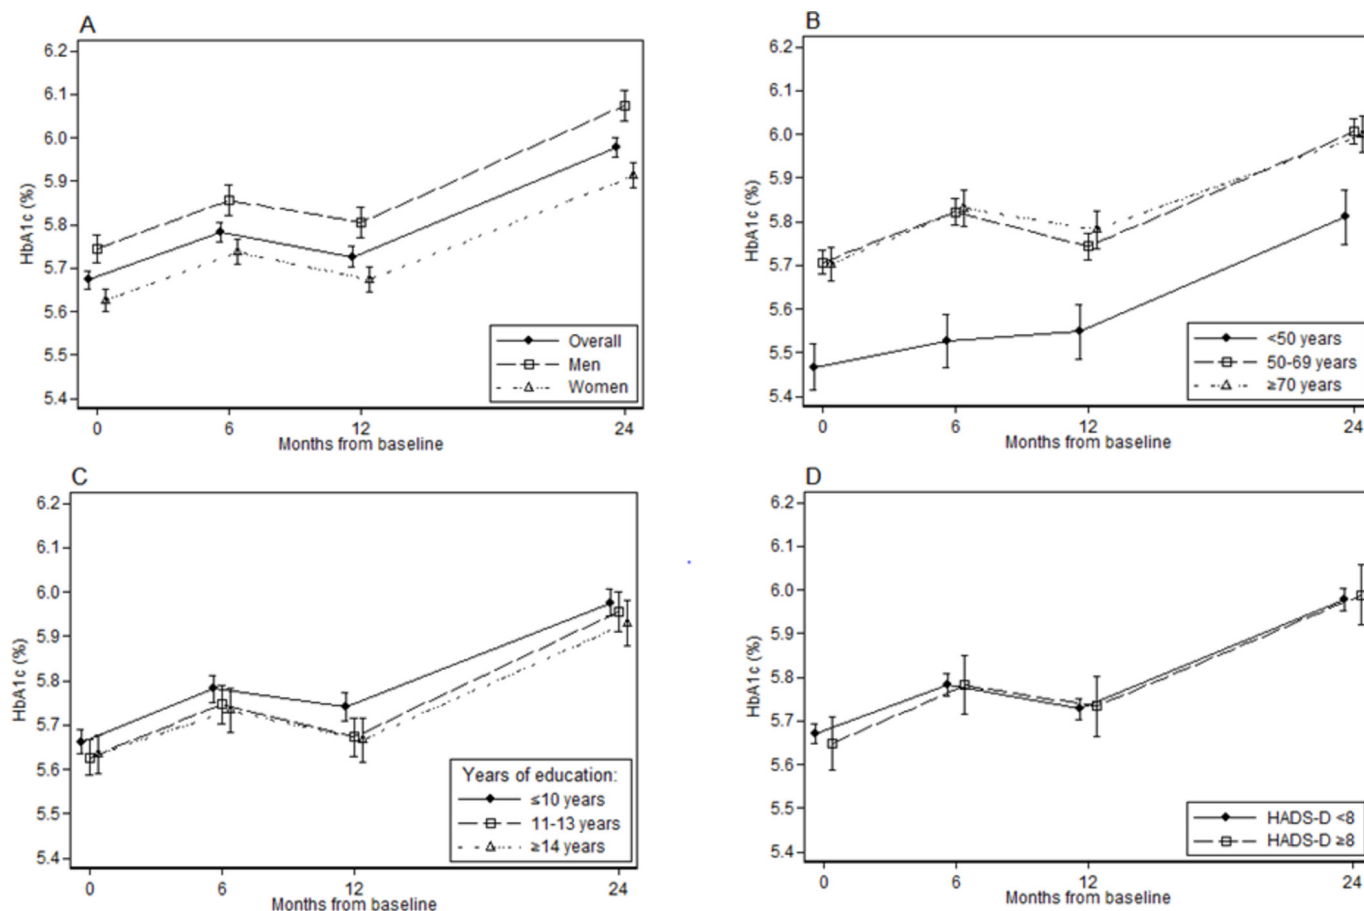 A
6.2
6.1
6.0
5.9
5.8
5.7
5.6
5.5
5.4
HbA1c (%)
Overall
Men
Women
0 6 12 24
Months from baseline
B
6.2
6.1
6.0
5.9
5.8
5.7
5.6
5.5
5.4
HbA1c (%)
<50 years
50-69 years
≥70 years
0 6 12 24
Months from baseline
C
6.2
6.1
6.0
5.9
5.8
5.7
5.6
5.5
5.4
HbA1c (%)
Years of education:
≤10 years
11-13 years
≥14 years
0 6 12 24
Months from baseline
D
6.2
6.1
6.0
5.9
5.8
5.7
5.6
5.5
5.4
HbA1c (%)
HADS-D <8
HADS-D ≥8
0 6 12 24
Months from baseline